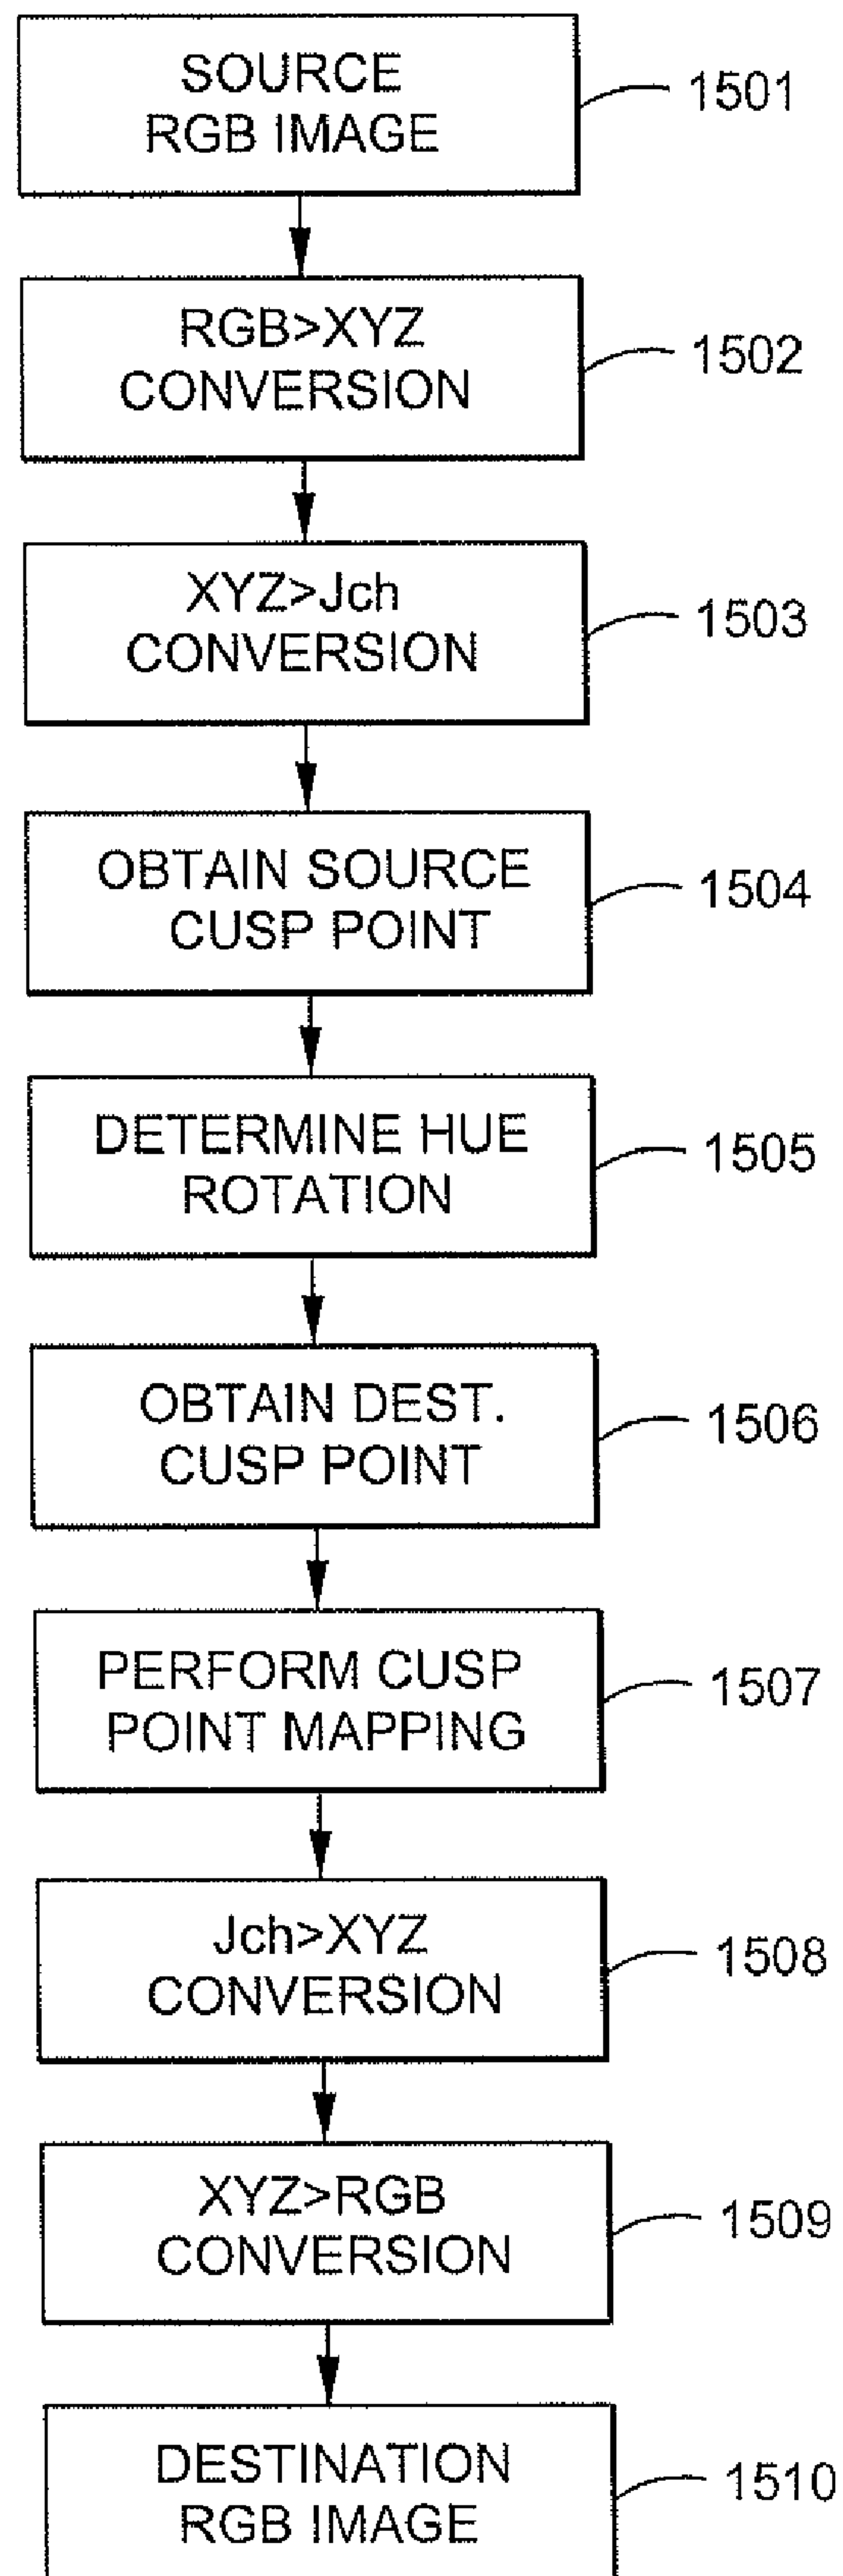 SOURCE
RGB IMAGE
1501
RGB>XYZ
CONVERSION
1502
XYZ>Jch
CONVERSION
1503
OBTAIN SOURCE
CUSP POINT
1504
DETERMINE HUE
ROTATION
1505
OBTAIN DEST.
CUSP POINT
1506
PERFORM CUSP
POINT MAPPING
1507
Jch>XYZ
CONVERSION
1508
XYZ>RGB
CONVERSION
1509
DESTINATION
RGB IMAGE
1510